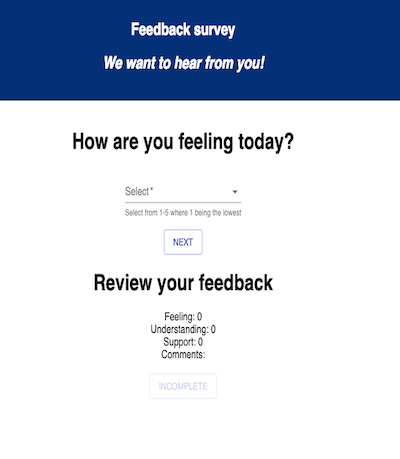 Feedback survey
We want to hear from you!
How are you feeling today?
Select *
Select from 1-5 where 1 being the lowest
NEXT
Review your feedback
Feeling: 0
Understanding: 0
Support: 0
Comments:
INCOMPLETE